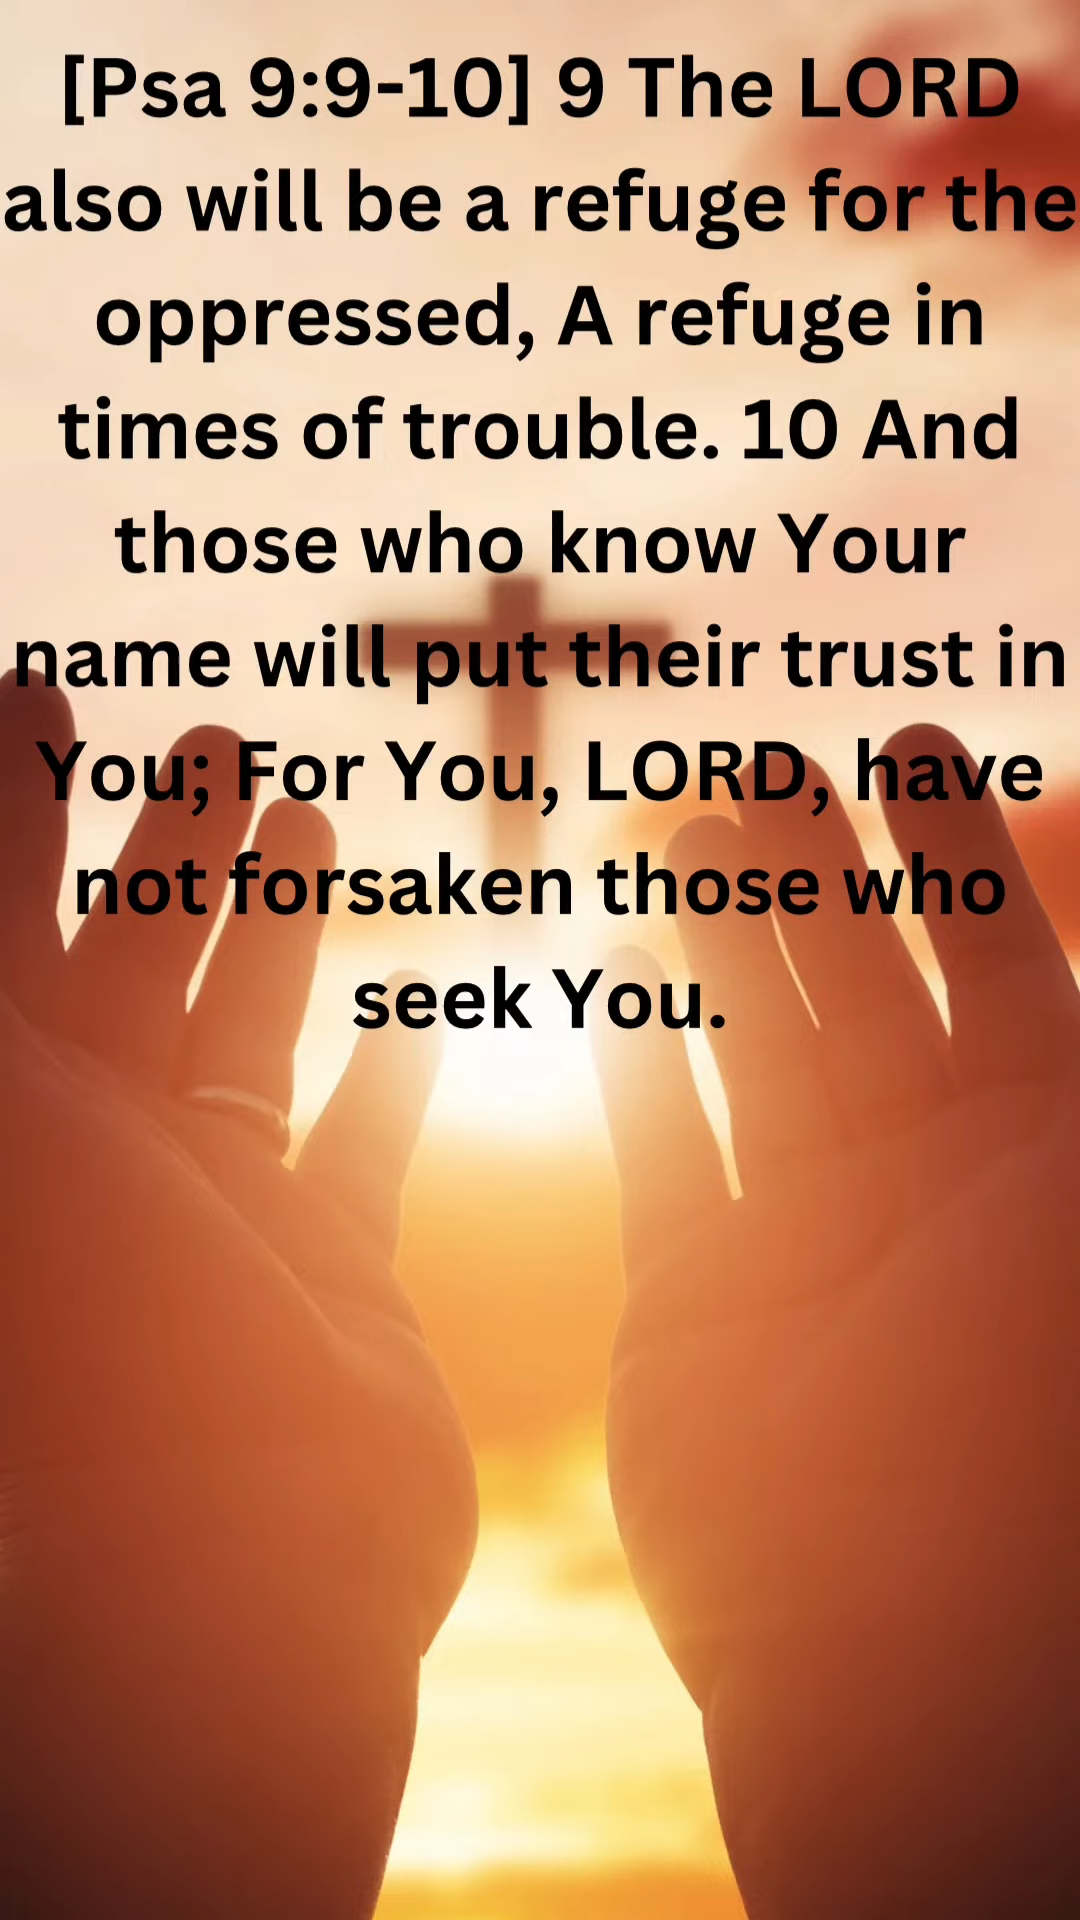 [Psa 9:9-10] 9 The LORD
also will be a refuge for the
oppressed, A refuge in
times of trouble. 10 And
those who know Your
name will put their trust in
You; For You, LORD, have
not forsaken those who
seek You.